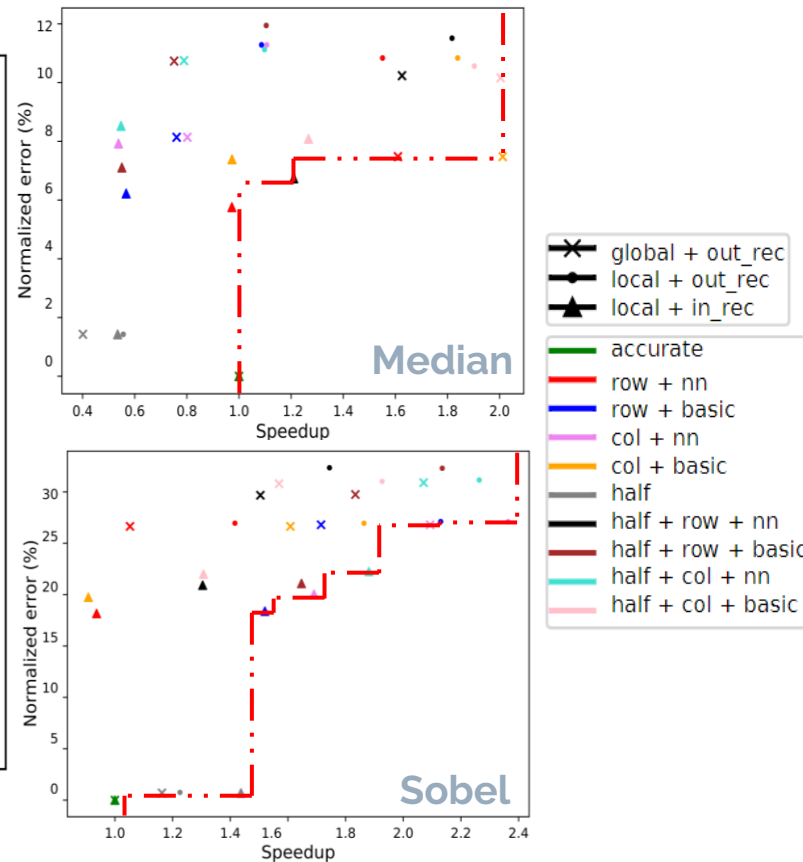 Normalized error (%)
12
10
8
6
4
2
0
Median
0.4 0.6 0.8 1.0 1.2 1.4 1.6 1.8 2.0
Speedup
Normalized error (%)
30
25
20
15
10
5
0
Sobel
1.0 1.2 1.4 1.6 1.8 2.0 2.2 2.4
Speedup
global + out_rec
local + out_rec
local + in_rec
accurate
row + nn
row + basic
col + nn
col + basic
half
half + row + nn
half + row + basic
half + col + nn
half + col + basic